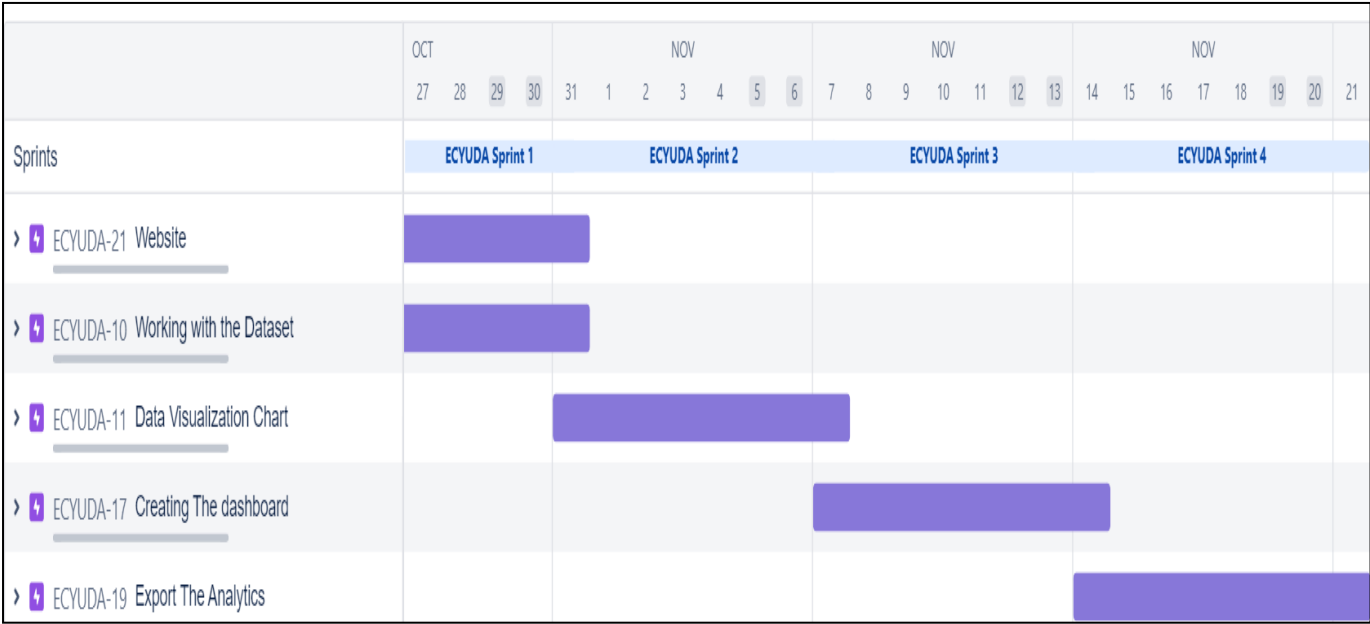 OCT NOV NOV NOV
27 28 29 30 31 1 2 3 4 5 6 7 8 9 10 11 12 13 14 15 16 17 18 19 20 21
Sprints ECYUDA Sprint 1 ECYUDA Sprint 2 ECYUDA Sprint 3 ECYUDA Sprint 4
ECYUDA-21 Website
ECYUDA-10 Working with the Dataset
ECYUDA-11 Data Visualization Chart
ECYUDA-17 Creating The dashboard
ECYUDA-19 Export The Analytics